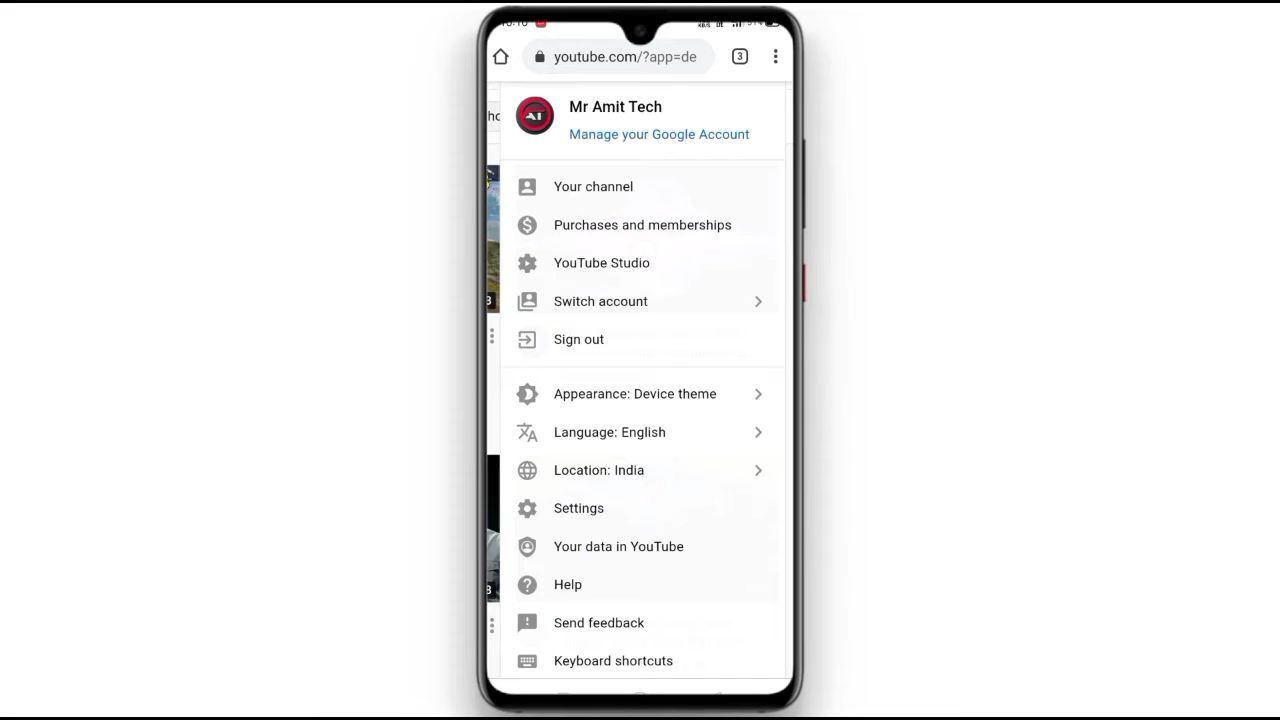 3
youtube.com/?app=de
Mr Amit Tech
Manage your Google Account
Your channel
Purchases and memberships
YouTube Studio
Switch account
Sign out
Appearance: Device theme
Language: English
Location: India
Settings
Your data in YouTube
Help
Send feedback
Keyboard shortcuts